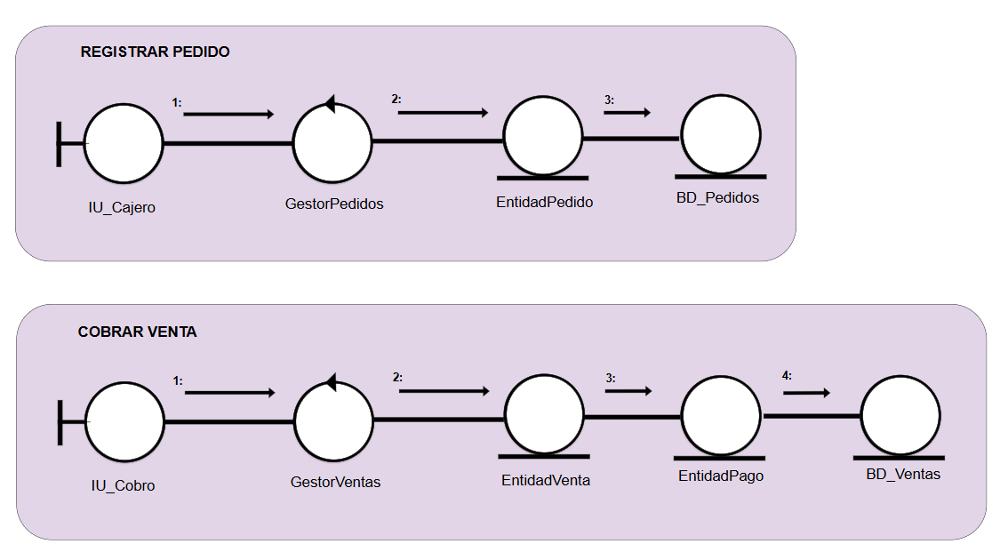 REGISTRAR PEDIDO
1:
2:
3:
IU_Cajero
GestorPedidos
EntidadPedido
BD_Pedidos
COBRAR VENTA
1:
2:
3:
4:
IU_Cobro
GestorVentas
EntidadVenta
EntidadPago
BD_Ventas